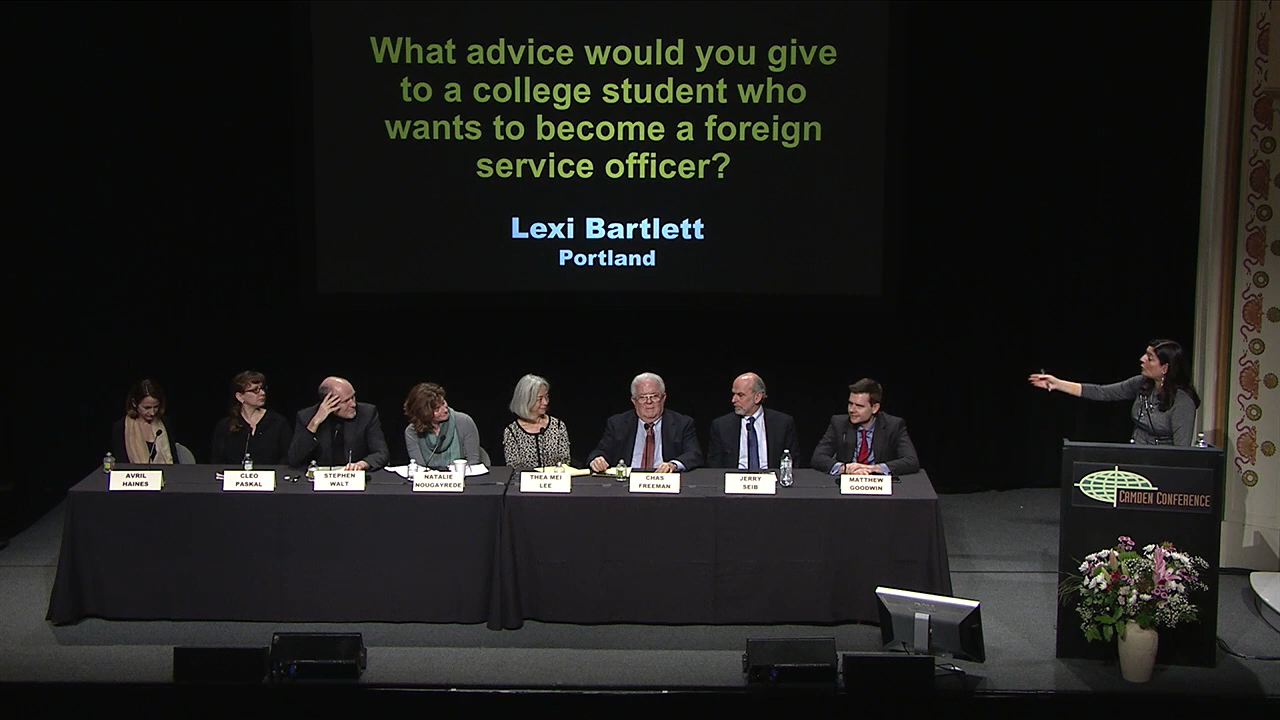 What advice would you give
to a college student who
wants to become a foreign
service officer?
Lexi Bartlett
Portland
AVRIL
HAINES
CLEO
PASKAL
STEPHEN
WALT
NATALIE
NOUGAYREDE
THEA MEI
LEE
CHAS
FREEMAN
JERRY
SEIB
MATTHEW
GOODWIN
CAMDEN CONFERENCE